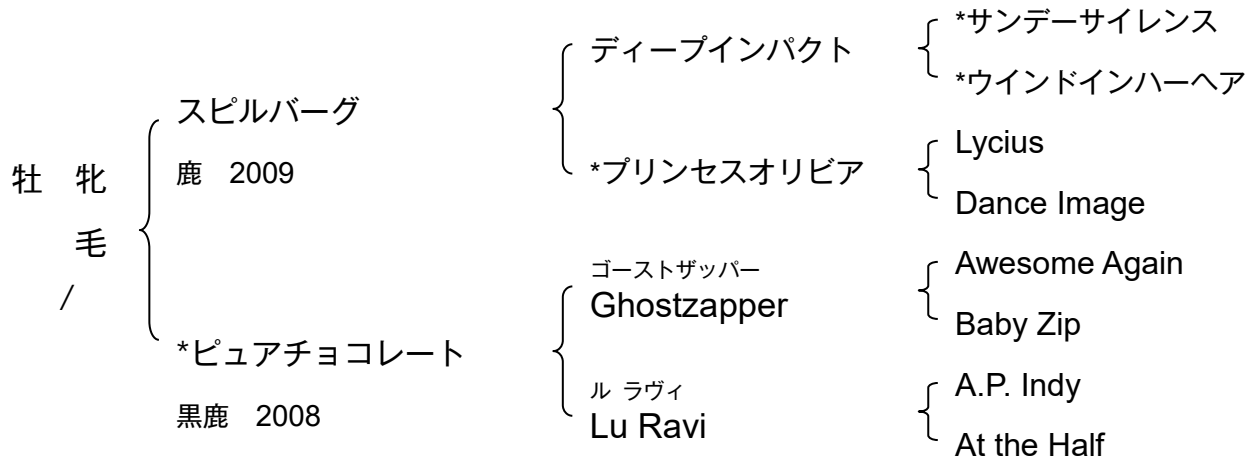 牡 牝
毛
/
スピルバーグ
鹿 2009
*ピュアチョコレート
黒鹿 2008
ディープインパクト
*プリンセスオリビア
ゴーストザッパー
Ghostzapper
ル ラヴィ
Lu Ravi
*サンデーサイレンス
*ウインドインハーヘア
Lycius
Dance Image
Awesome Again
Baby Zip
A.P. Indy
At the Half